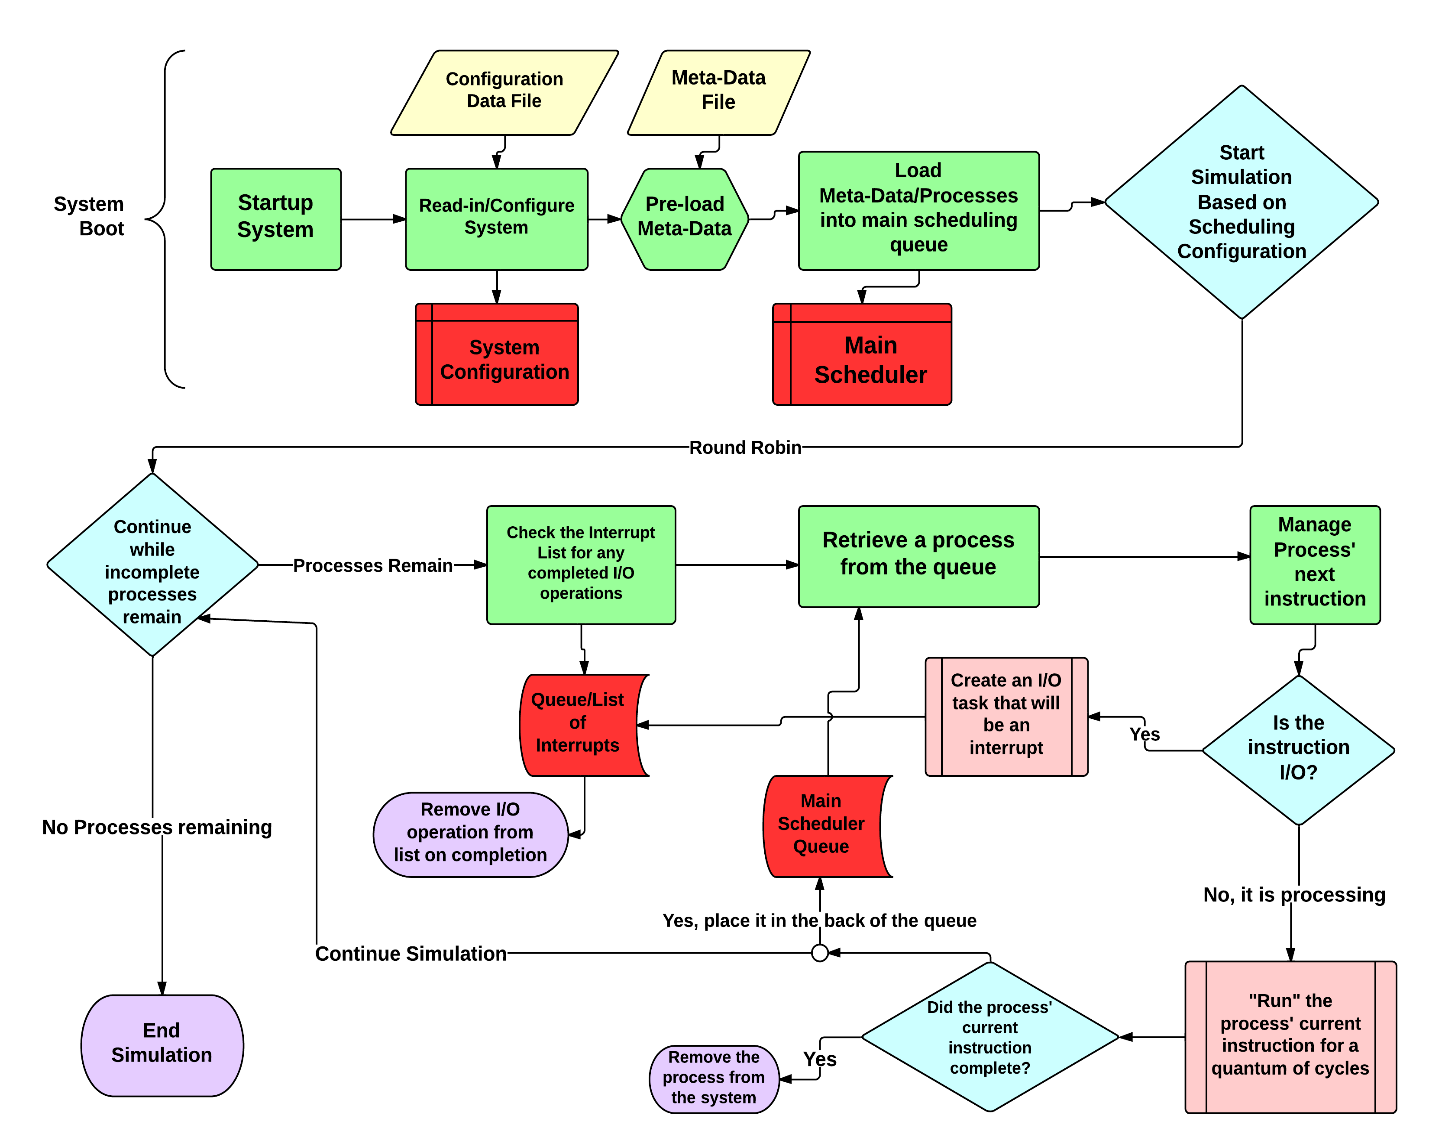 Configuration
Data File
Meta-Data
File
System
Boot
Startup
System
Read-in/Configure
System
Pre-load
Meta-Data
Load
Meta-Data/Processes
into main scheduling
queue
Start
Simulation
Based on
Scheduling
Configuration
System
Configuration
Main
Scheduler
Round Robin
Continue
while
incomplete
processes
remain
Processes Remain
Check the Interrupt
List for any
completed I/O
operations
Retrieve a process
from the queue
Manage
Process'
next
instruction
Queue/List
of
Interrupts
Create an I/O
task that will
be an
interrupt
Yes
Is the
instruction
I/O?
Remove I/O
operation from
list on completion
Main
Scheduler
Queue
No Processes remaining
No, it is processing
Yes, place it in the back of the queue
Continue Simulation
End
Simulation
Did the process'
current
instruction
complete?
"Run" the
process' current
instruction for a
quantum of cycles
Yes
Remove the
process from
the system